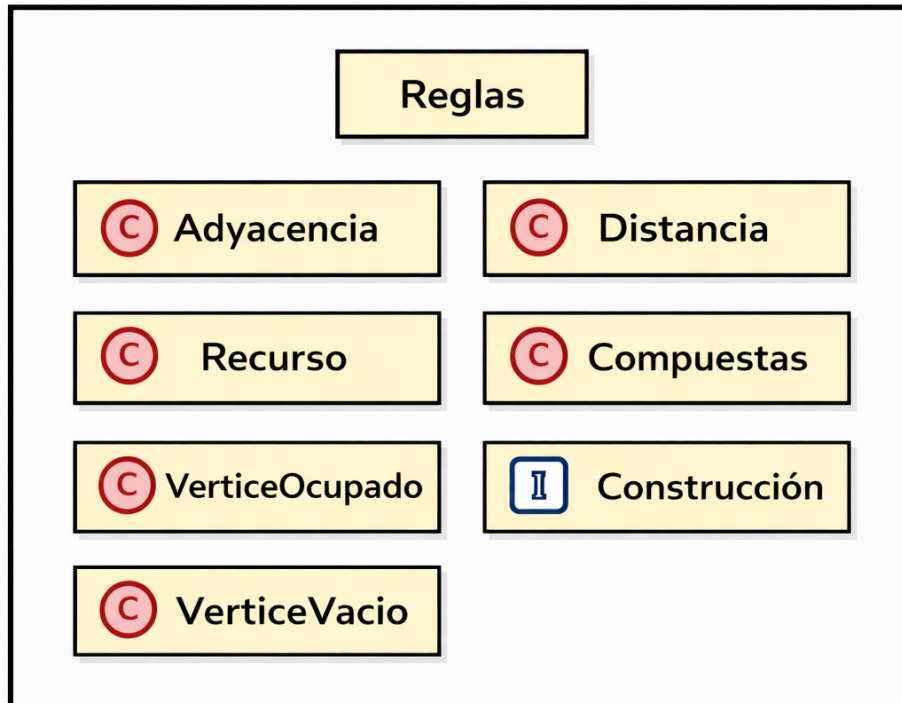 Reglas
C Adyacencia
C Distancia
C Recurso
C Compuestas
C VerticeOcupado
I Construcción
C VerticeVacio